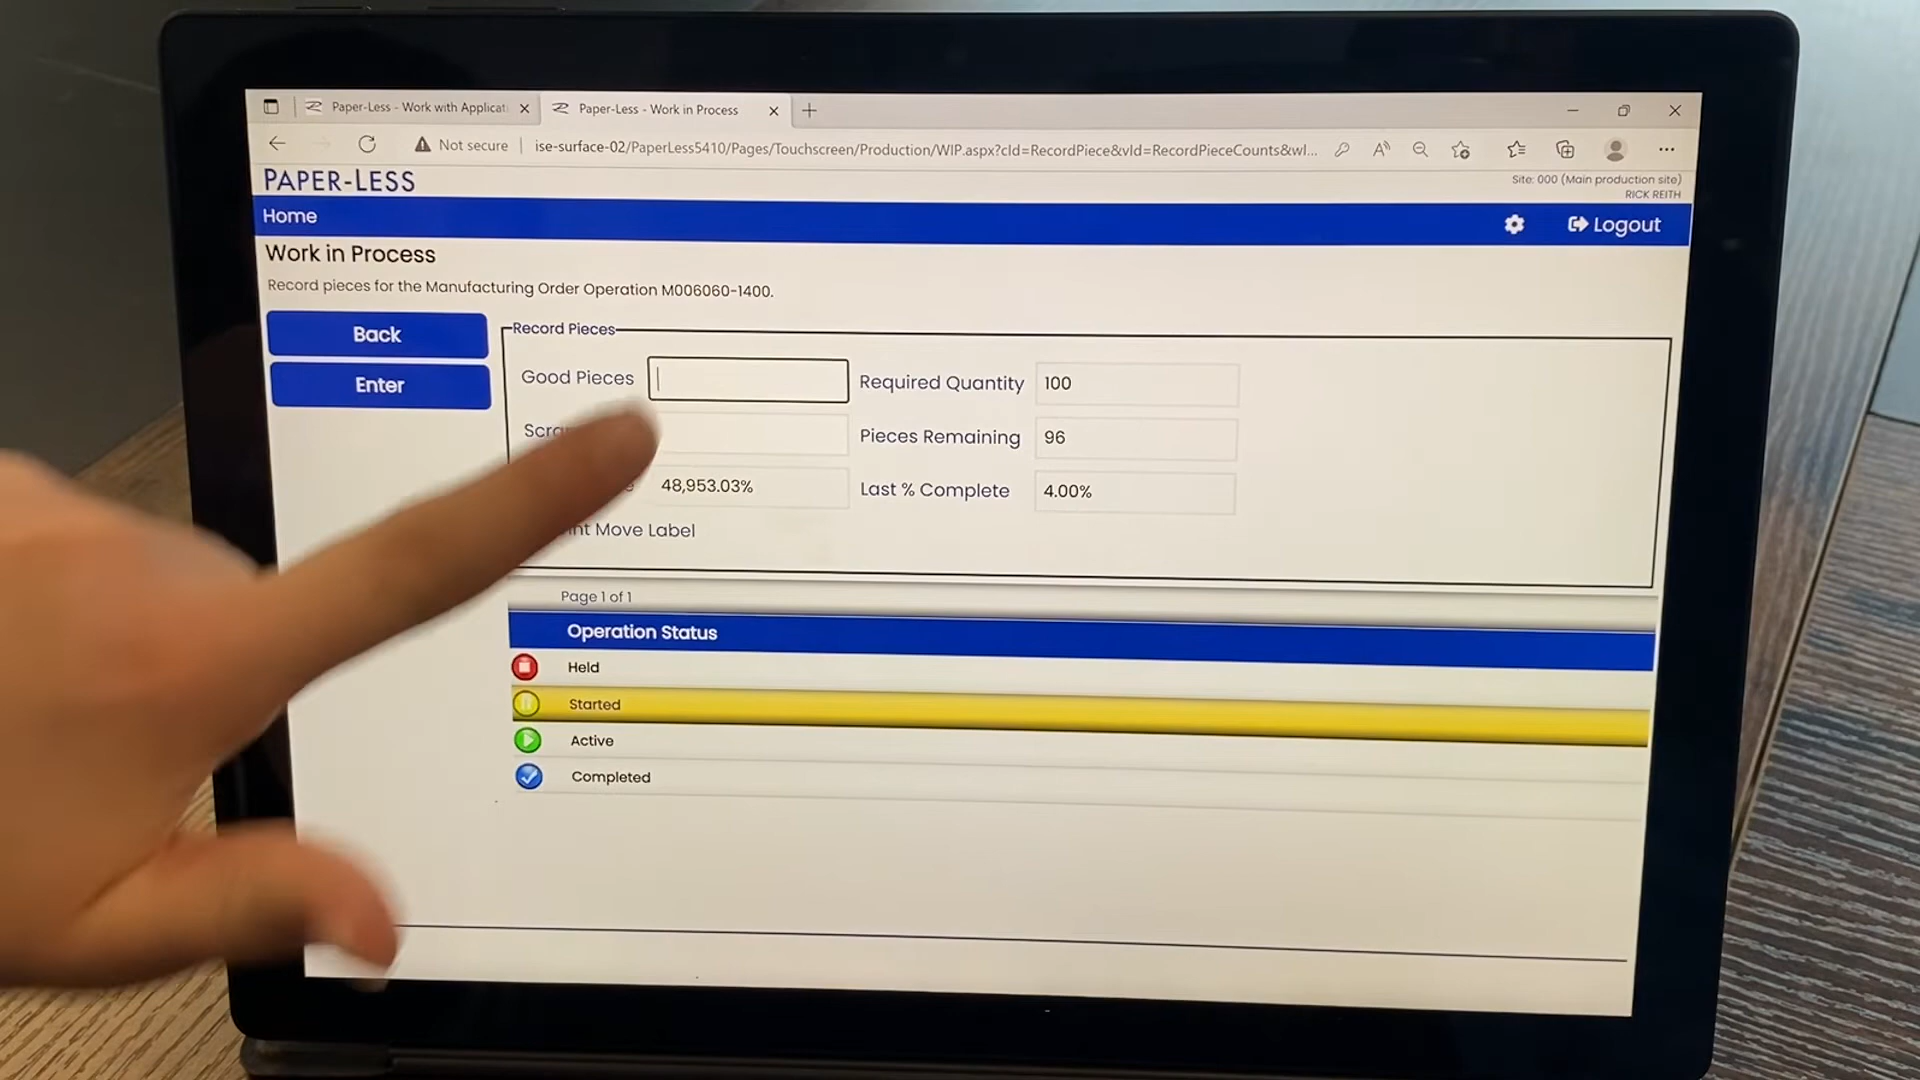 Paper-Less - Work with Applicat
Paper-Less - Work in Process
Not secure
ise-surface-02/PaperLess5410/Pages/Touchscreen/Production/WIP.aspx?cId=RecordPiece&vId=RecordPieceCounts&wl...
PAPER-LESS
Site: 000 (Main production site)
RICK REITH
Home
Logout
Work in Process
Record pieces for the Manufacturing Order Operation M006060-1400.
Back
Enter
Record Pieces
Good Pieces
Required Quantity 100
Pieces Remaining 96
48,953.03%
Last % Complete 4.00%
Move Label
Page 1 of 1
Operation Status
Held
Started
Active
Completed